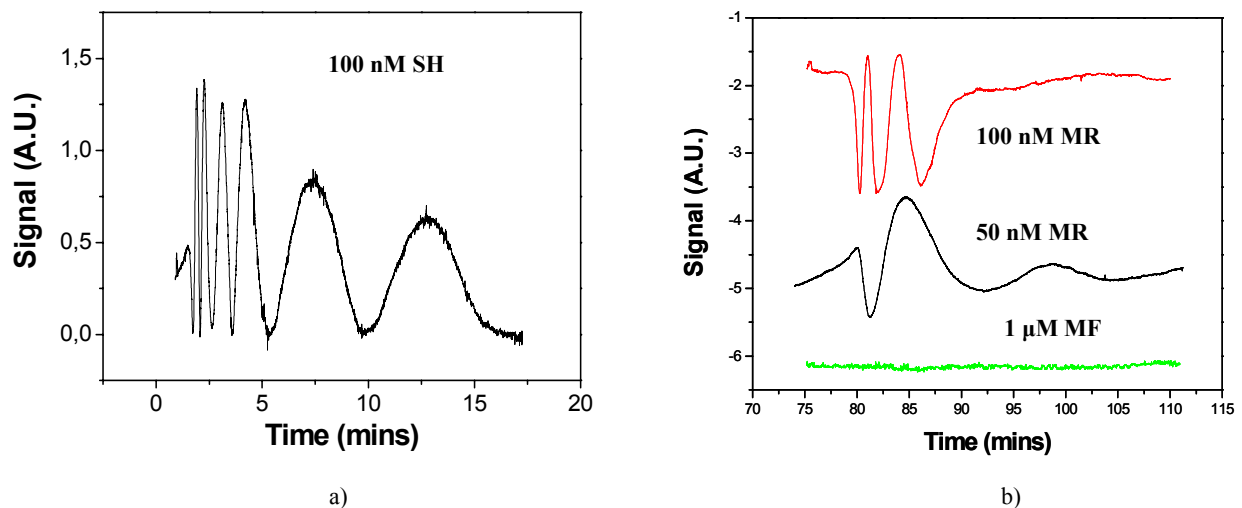 100 nM SH
Signal (A.U.)
1,5
1,0
0,5
0,0
0 5 10 15 20
Time (mins)
a)
-1
-2
-3
-4
-5
-6
Signal (A.U.)
100 nM MR
50 nM MR
1 μM MF
70 75 80 85 90 95 100 105 110 115
Time (mins)
b)